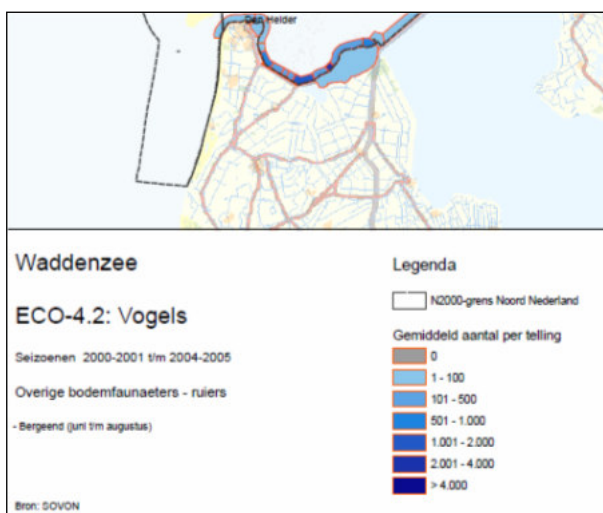 Den Helder
Waddenzee
ECO-4.2: Vogels
Seizoenen 2000-2001 t/m 2004-2005
Overige bodemfaunaeters - ruiers
- Bergeend (juni t/m augustus)
Bron: SOVON
Legenda
N2000-grens Noord Nederland
Gemiddeld aantal per telling
0
1 - 100
101 - 500
501 - 1.000
1.001 - 2.000
2.001 - 4.000
> 4.000